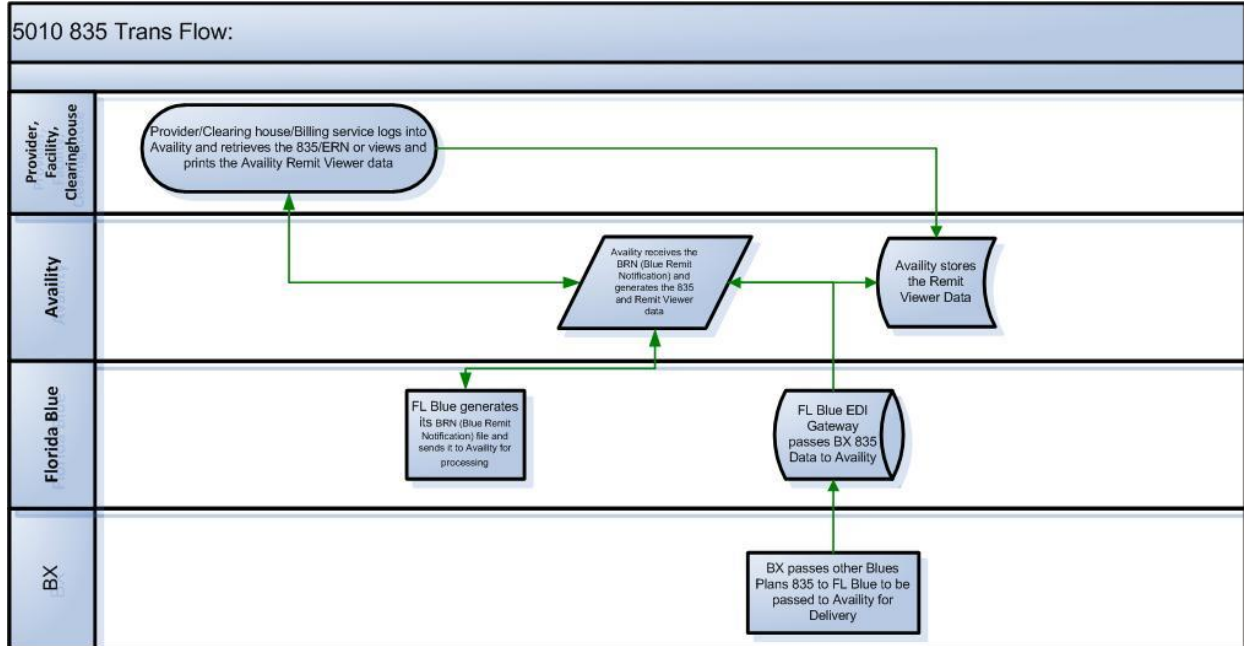 5010 835 Trans Flow:
Provider,
Facility,
Clearinghouse
Provider/Clearing house/Billing service logs into
Availity and retrieves the 835/ERN or views and
prints the Availity Remit Viewer data
Availity
Availity receives the
BRN (Blue Remit
Notification) and
generates the 835
and Remit Viewer
data
Availity stores
the Remit
Viewer Data
Florida Blue
FL Blue generates
its BRN (Blue Remit
Notification) file and
sends it to Availity for
processing
FL Blue EDI
Gateway
passes BX 835
Data to Availity
BX
BX passes other Blues
Plans 835 to FL Blue to be
passed to Availity for
Delivery